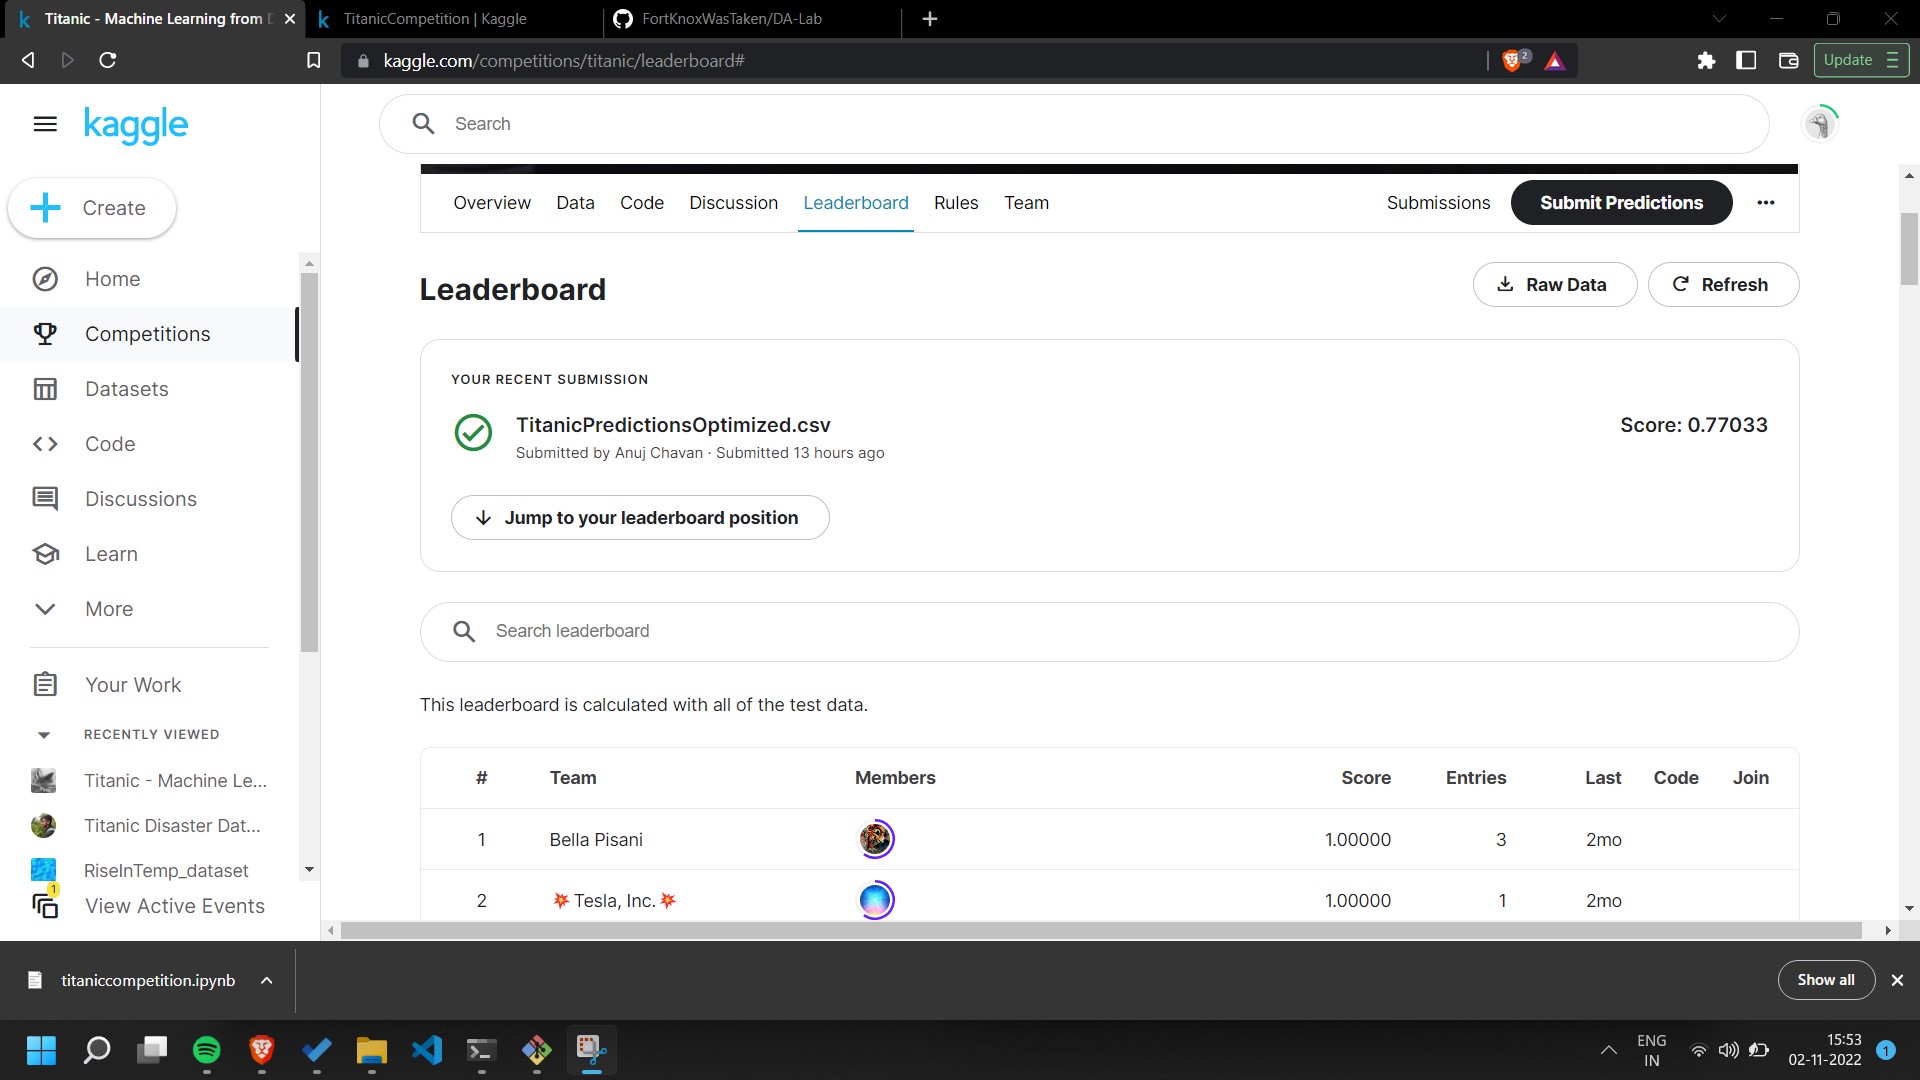 Titanic - Machine Learning from D
TitanicCompetition | Kaggle
FortKnoxWasTaken/DA-Lab
kaggle.com/competitions/titanic/leaderboard#
2
Update
kaggle
Search
Create
Home
Competitions
Datasets
Code
Discussions
Learn
More
Your Work
RECENTLY VIEWED
Titanic - Machine Le...
Titanic Disaster Dat...
RiseInTemp_dataset
1
View Active Events
Overview Data Code Discussion Leaderboard Rules Team Submissions Submit Predictions
Leaderboard
Raw Data
Refresh
YOUR RECENT SUBMISSION
TitanicPredictionsOptimized.csv
Score: 0.77033
Submitted by Anuj Chavan · Submitted 13 hours ago
Jump to your leaderboard position
Search leaderboard
This leaderboard is calculated with all of the test data.
# Team Members Score Entries Last Code Join
1 Bella Pisani 1.00000 3 2mo
2 💥Tesla, Inc.💥 1.00000 1 2mo
titaniccompetition.ipynb
Show all
ENG
IN
15:53
02-11-2022
1